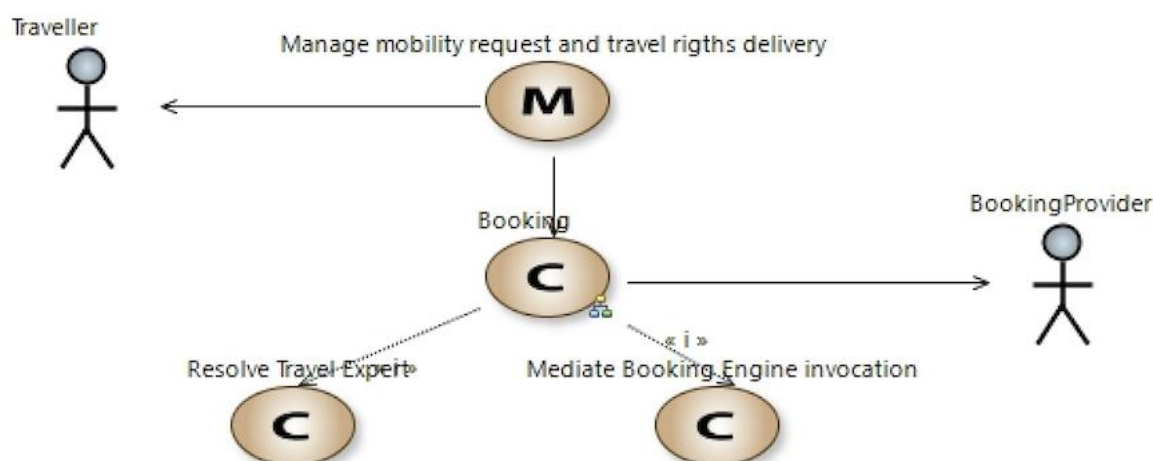 Traveller
Manage mobility request and travel rigths delivery
M
Booking
BookingProvider
C
« i »
Resolve Travel Expert
« i »
Mediate Booking Engine invocation
C
C